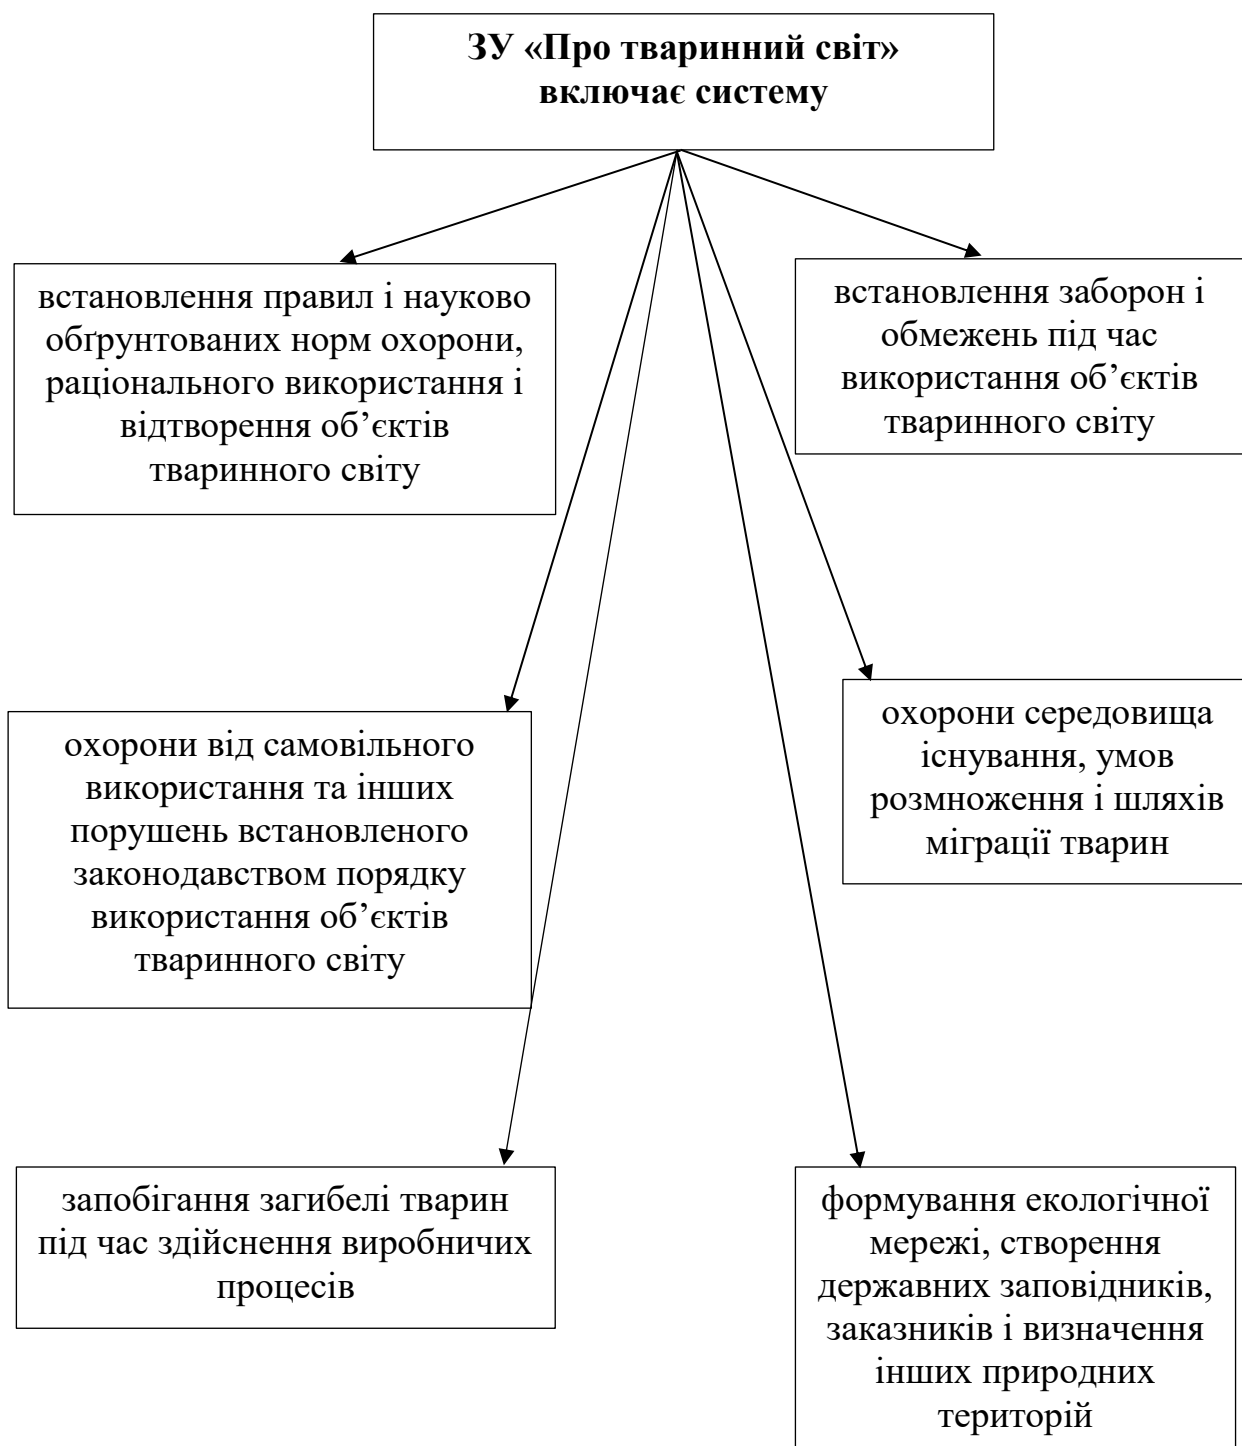 ЗУ «Про тваринний світ»
включає систему
встановлення правил і науково
обґрунтованих норм охорони,
раціонального використання і
відтворення об’єктів
тваринного світу
встановлення заборон і
обмежень під час
використання об’єктів
тваринного світу
охорони від самовільного
використання та інших
порушень встановленого
законодавством порядку
використання об’єктів
тваринного світу
охорони середовища
існування, умов
розмноження і шляхів
міграції тварин
запобігання загибелі тварин
під час здійснення виробничих
процесів
формування екологічної
мережі, створення
державних заповідників,
заказників і визначення
інших природних
територій